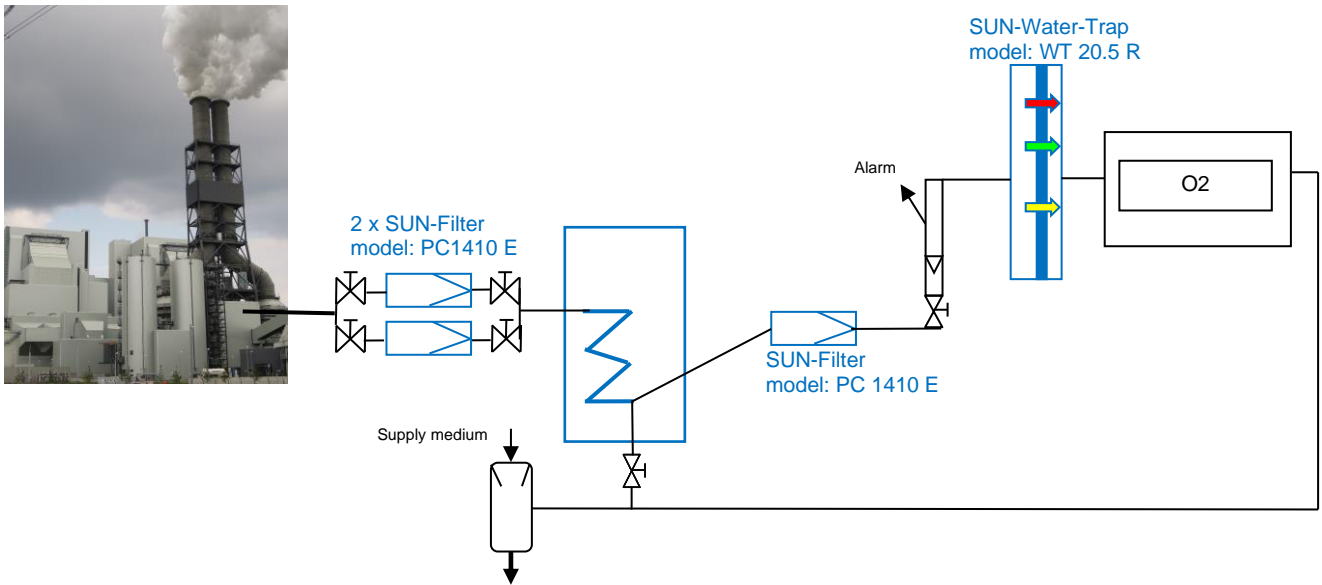 SUN-Water-Trap
model: WT 20.5 R
Alarm
O2
2 x SUN-Filter
model: PC1410 E
SUN-Filter
model: PC 1410 E
Supply medium